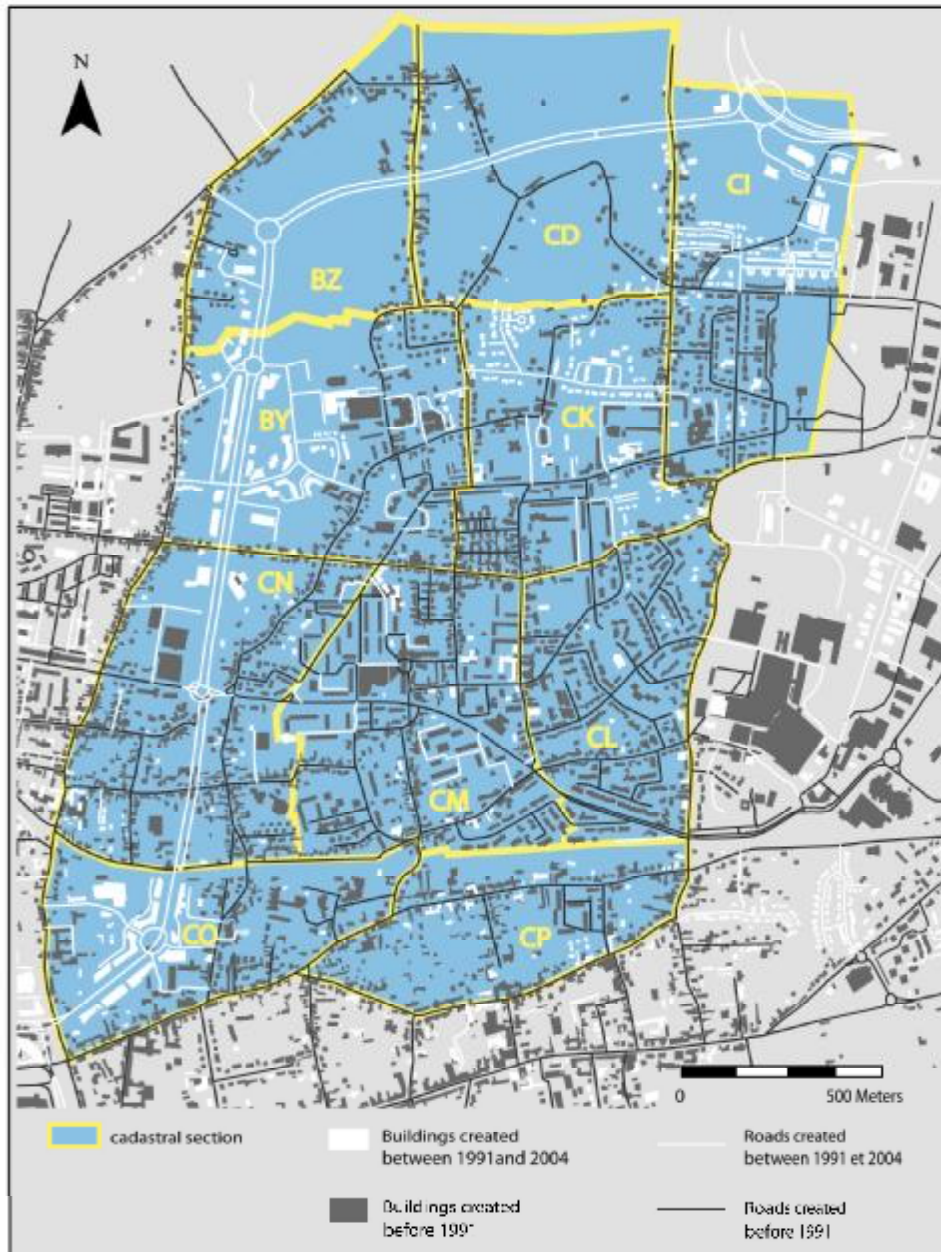 N
CI
CD
BZ
BY
CK
CN
CL
CM
CO
CP
0 500 Meters
cadastral section
Buildings created
between 1991and 2004
Roads created
between 1991 et 2004
Buildings created
before 1991
Roads created
before 1991